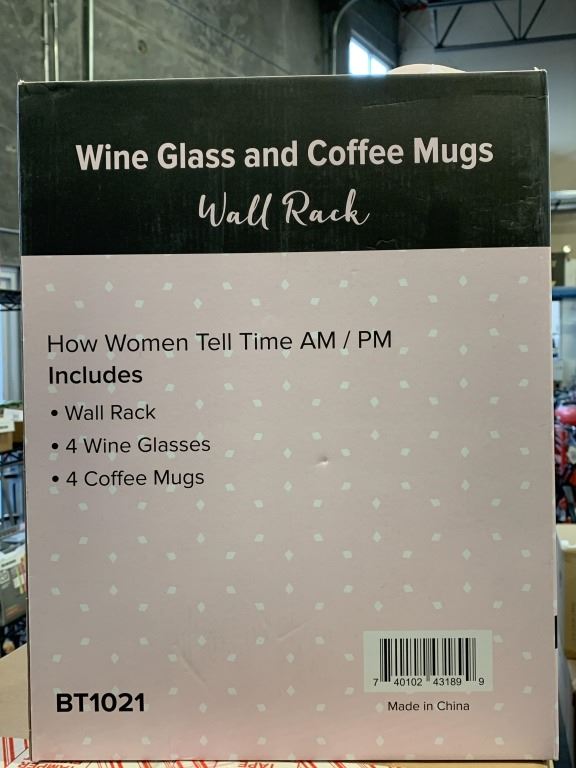 Wine Glass and Coffee Mugs
Wall Rack
How Women Tell Time AM / PM
Includes
• Wall Rack
• 4 Wine Glasses
• 4 Coffee Mugs
7 40102 43189 9
BT1021
Made in China
TAPE